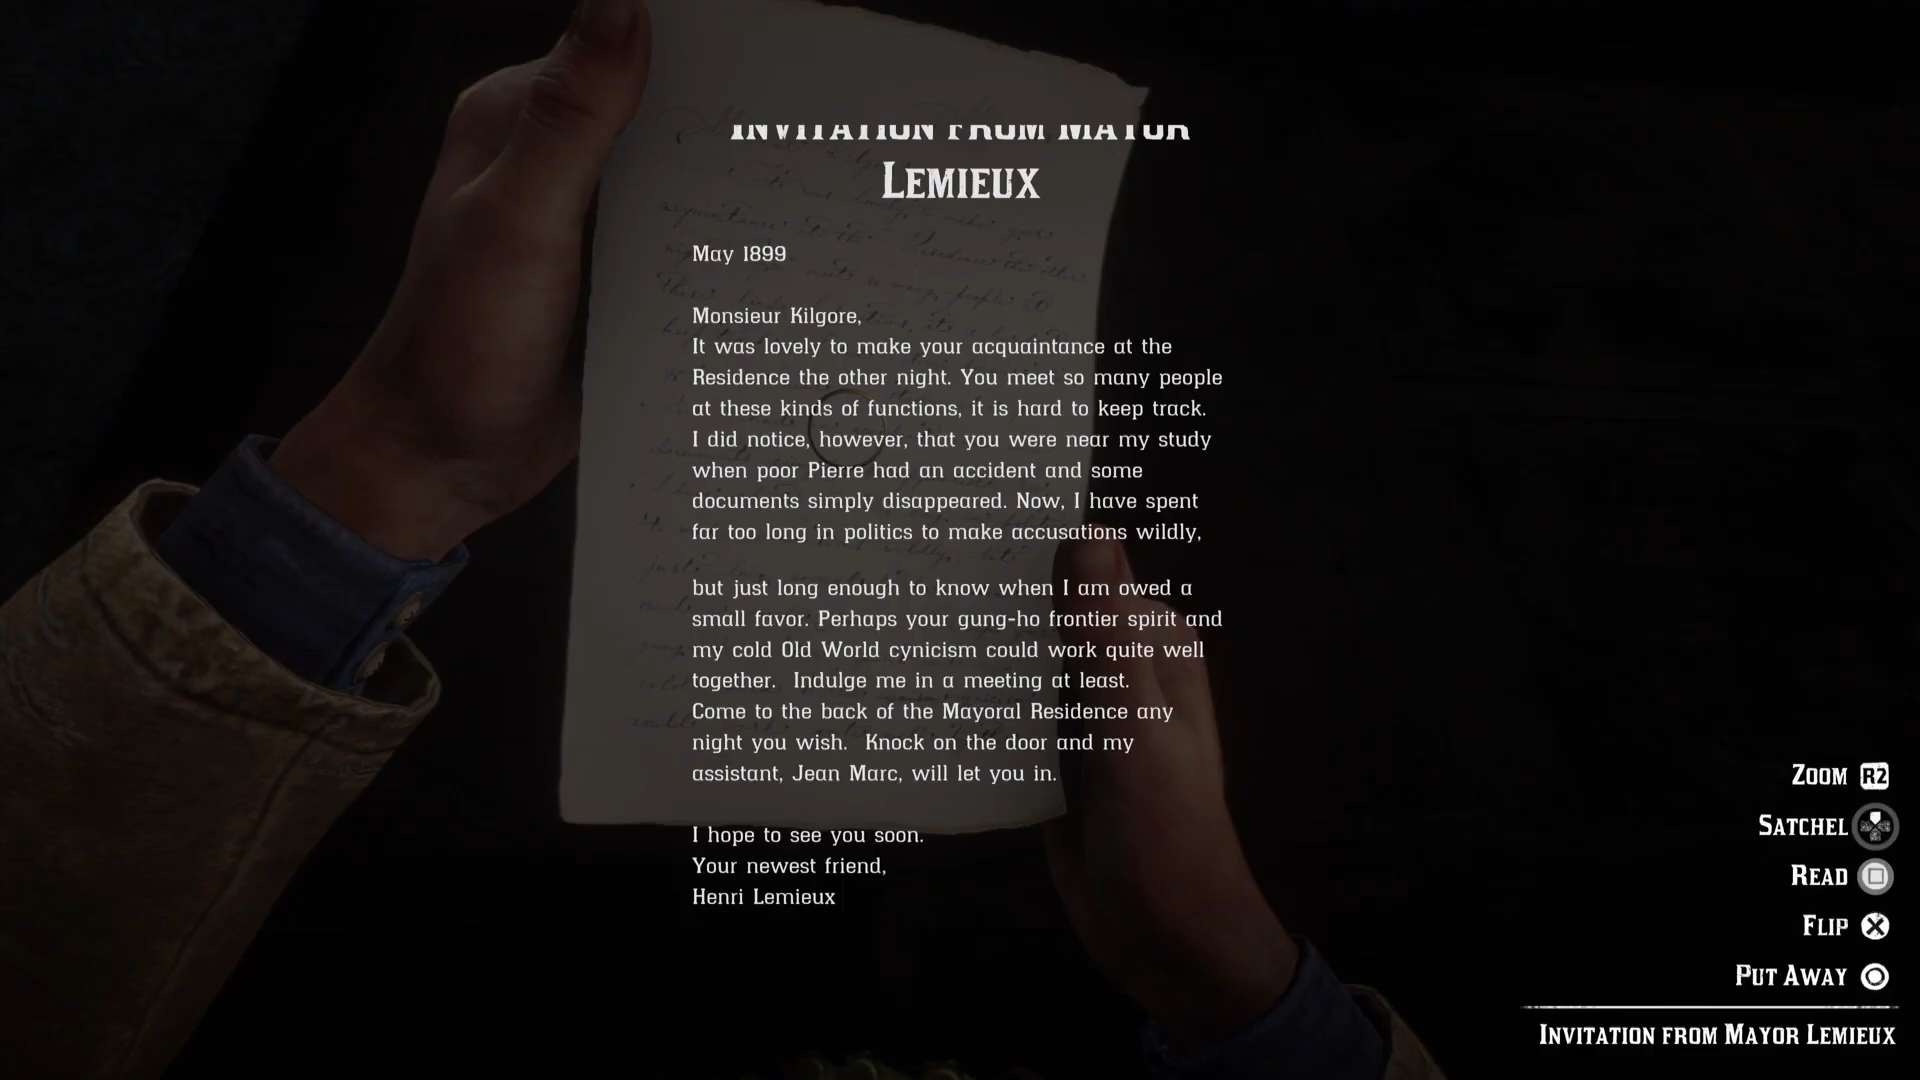 Invitation from Mayor
Lemieux
May 1899
Monsieur Kilgore,
It was lovely to make your acquaintance at the
Residence the other night. You meet so many people
at these kinds of functions, it is hard to keep track.
I did notice, however, that you were near my study
when poor Pierre had an accident and some
documents simply disappeared. Now, I have spent
far too long in politics to make accusations wildly,
but just long enough to know when I am owed a
small favor. Perhaps your gung-ho frontier spirit and
my cold Old World cynicism could work quite well
together.  Indulge me in a meeting at least.
Come to the back of the Mayoral Residence any
night you wish.  Knock on the door and my
assistant, Jean Marc, will let you in.
I hope to see you soon.
Your newest friend,
Henri Lemieux
Zoom R2
Satchel
Read
Flip
Put Away
Invitation from Mayor Lemieux